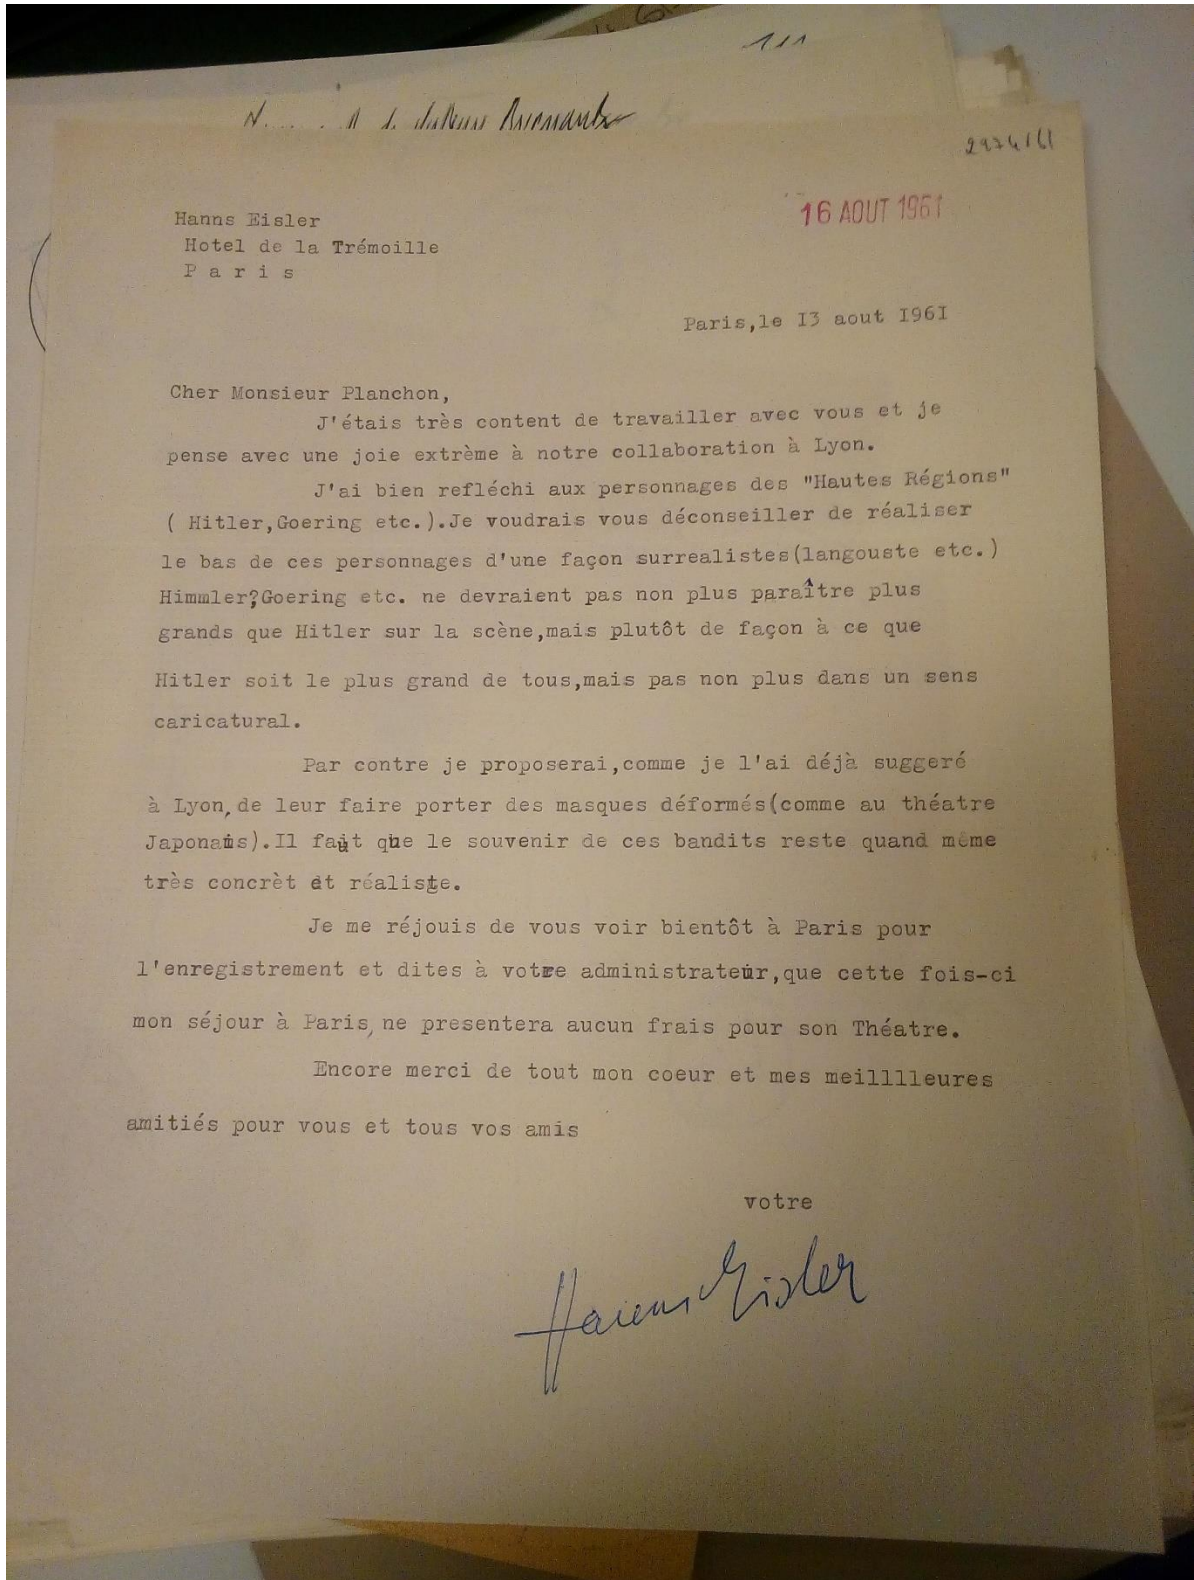 111
2974/61
16 AOUT 1961
Hanns Eisler
Hotel de la Trémoille
P a r i s
Paris,le I3 aout I96I
Cher Monsieur Planchon,
J'étais très content de travailler avec vous et je
pense avec une joie extrème à notre collaboration à Lyon.
J'ai bien refléchi aux personnages des "Hautes Régions"
( Hitler,Goering etc.).Je voudrais vous déconseiller de réaliser
le bas de ces personnages d'une façon surrealistes(langouste etc.)
Himmler?Goering etc. ne devraient pas non plus paraître plus
grands que Hitler sur la scène,mais plutôt de façon à ce que
Hitler soit le plus grand de tous,mais pas non plus dans un sens
caricatural.
Par contre je proposerai,comme je l'ai déjà suggeré
à Lyon,de leur faire porter des masques déformés(comme au théatre
Japonais).Il faut que le souvenir de ces bandits reste quand même
très concrèt et réaliste.
Je me réjouis de vous voir bientôt à Paris pour
l'enregistrement et dites à votre administrateur,que cette fois-ci
mon séjour à Paris,ne presentera aucun frais pour son Théatre.
Encore merci de tout mon coeur et mes meilllleures
amitiés pour vous et tous vos amis
votre
Hanns Eisler